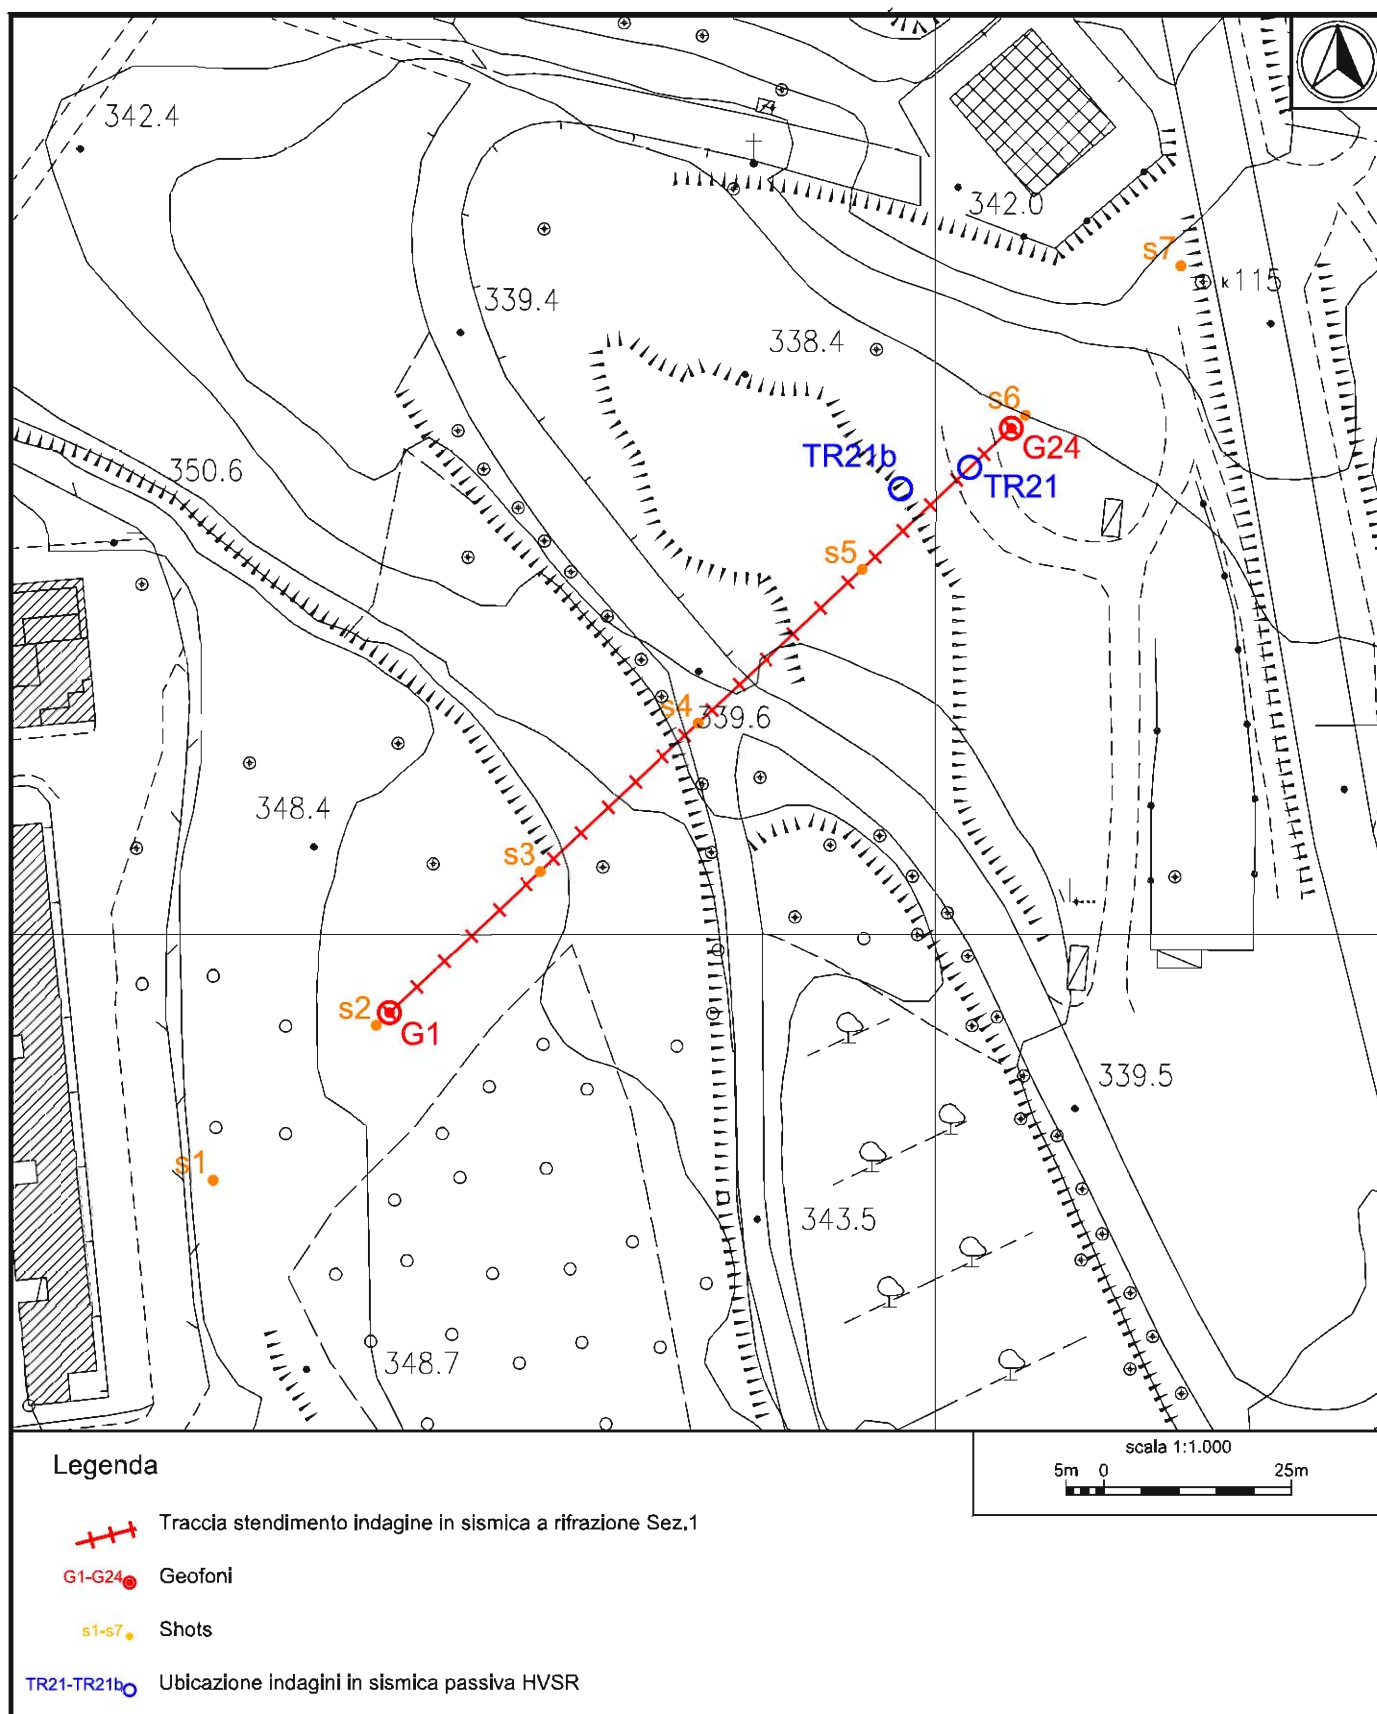 342.4
342.0
s7
k 115
339.4
338.4
s6
G24
350.6
TR21b
TR21
s5
s4
339.6
348.4
s3
s2
G1
339.5
s1
343.5
348.7
scala 1:1.000
5m 0 25m
Legenda
Traccia stendimento indagine in sismica a rifrazione Sez.1
G1-G24 Geofoni
s1-s7 Shots
TR21-TR21b Ubicazione indagini in sismica passiva HVSR